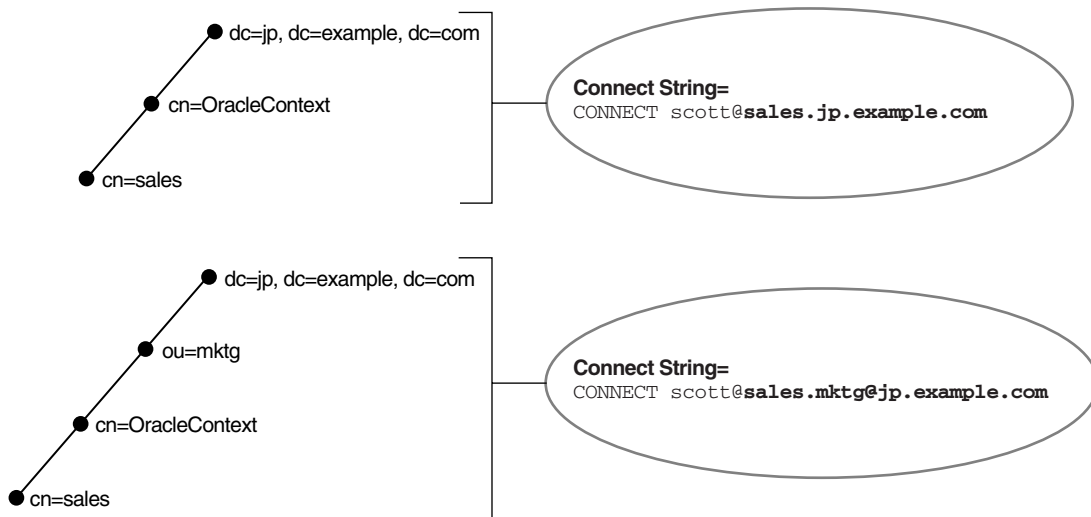 dc=jp, dc=example, dc=com
cn=OracleContext
cn=sales
Connect String=
CONNECT scott@sales.jp.example.com
dc=jp, dc=example, dc=com
ou=mktg
cn=OracleContext
cn=sales
Connect String=
CONNECT scott@sales.mktg@jp.example.com